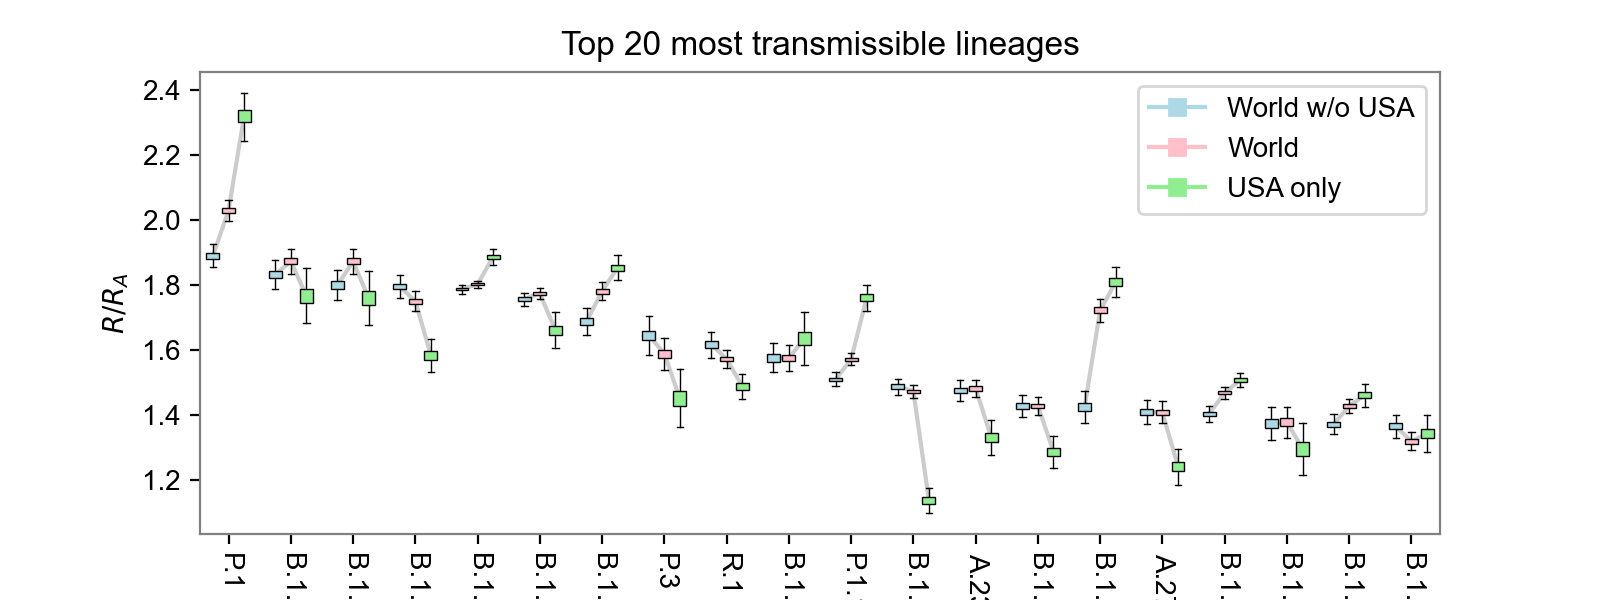 Top 20 most transmissible lineages
2.4
2.2
2.0
1.8
1.6
1.4
1.2
R/R_A
World w/o USA
World
USA only
P.1
B.1.
B.1.
B.1.
B.1.
B.1.
B.1.
P.3
R.1
B.1.
P.1.
B.1.
A.23
B.1.
B.1.
A.2
B.1.
B.1.
B.1.
B.1.